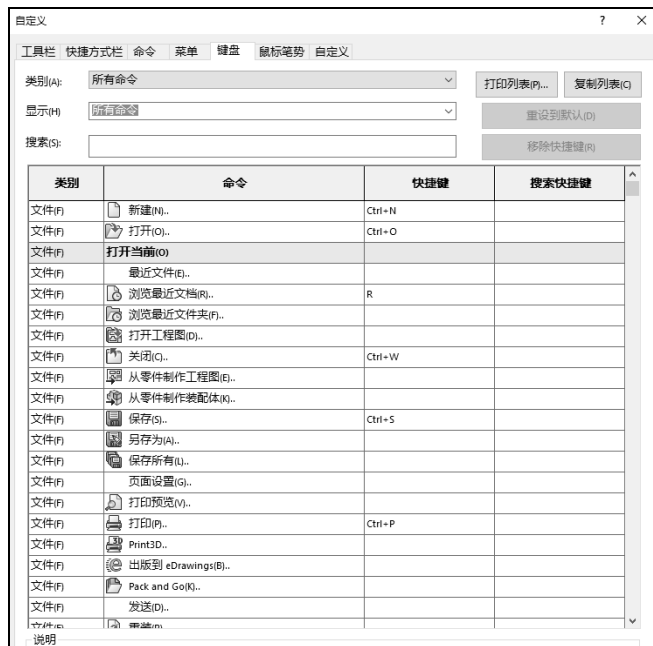 自定义 ? ×
工具栏 快捷方式栏 命令 菜单 键盘 鼠标笔势 自定义
类别(A): 所有命令 打印列表(P)... 复制列表(C)
显示(H) 所有命令 重设到默认(D)
搜索(S): 移除快捷键(R)
类别 命令 快捷键 搜索快捷键
文件(F) 新建(N).. Ctrl+N
文件(F) 打开(O).. Ctrl+O
文件(F) 打开当前(O)
文件(F) 最近文件(E)..
文件(F) 浏览最近文档(R).. R
文件(F) 浏览最近文件夹(F)..
文件(F) 打开工程图(D)..
文件(F) 关闭(C).. Ctrl+W
文件(F) 从零件制作工程图(E)..
文件(F) 从零件制作装配体(K)..
文件(F) 保存(S).. Ctrl+S
文件(F) 另存为(A)..
文件(F) 保存所有(L)..
文件(F) 页面设置(G)..
文件(F) 打印预览(V)..
文件(F) 打印(P).. Ctrl+P
文件(F) Print3D..
文件(F) 出版到 eDrawings(B)..
文件(F) Pack and Go(K)..
文件(F) 发送(D)..
文件(F) 重装(D)..
说明